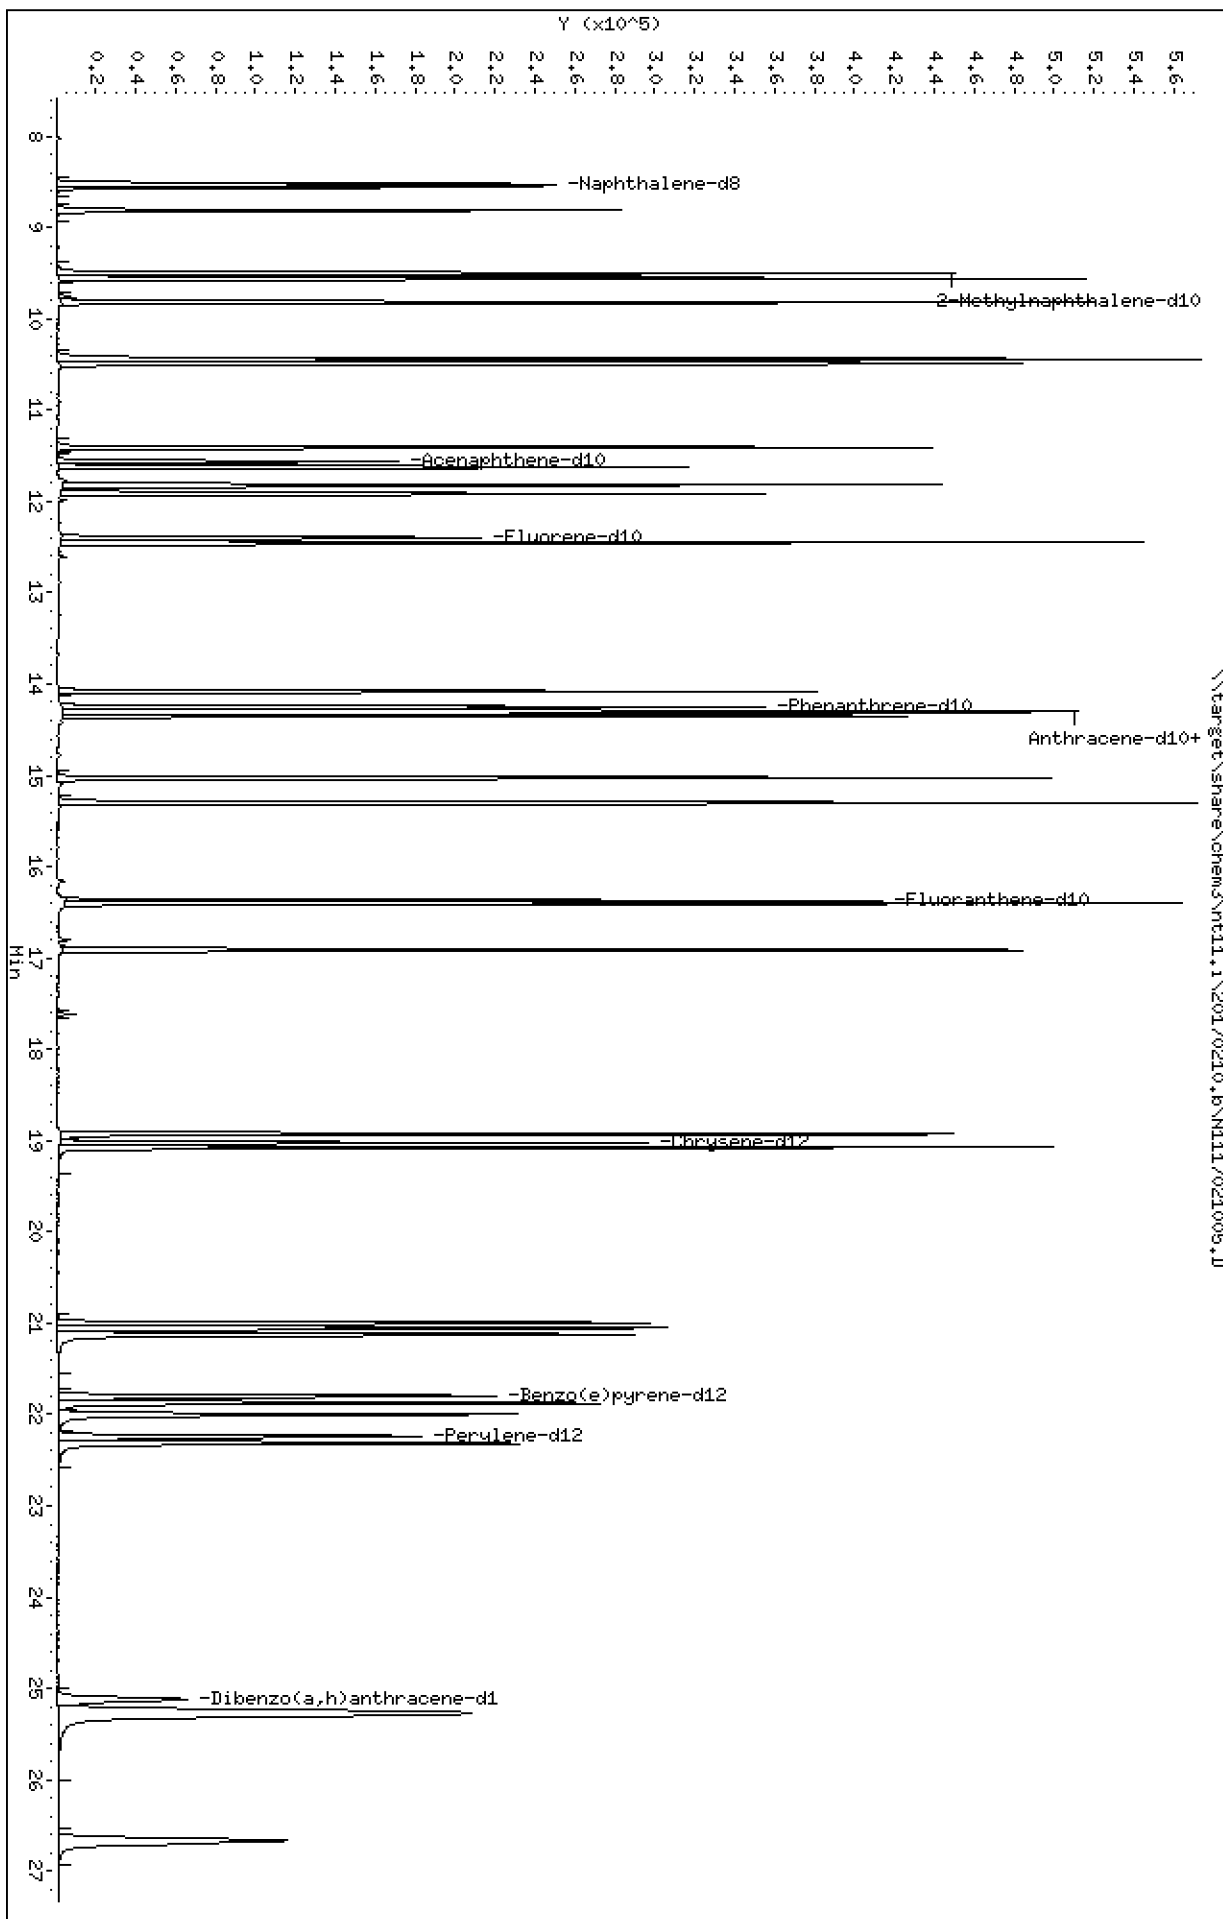 \\target\share\chem3\nt11.i\20170210.b\N1117021005.D
Y (x10^5)
5.6
5.4
5.2
5.0
4.8
4.6
4.4
4.2
4.0
3.8
3.6
3.4
3.2
3.0
2.8
2.6
2.4
2.2
2.0
1.8
1.6
1.4
1.2
1.0
0.8
0.6
0.4
0.2
-Naphthalene-d8
2-Methylnaphthalene-d10
-Acenaphthene-d10
-Fluorene-d10
-Phenanthrene-d10
Anthracene-d10+
-Fluoranthene-d10
-Chrysene-d12
-Benzo(e)pyrene-d12
-Perylene-d12
-Dibenzo(a,h)anthracene-d1
8 9 10 11 12 13 14 15 16 17 18 19 20 21 22 23 24 25 26 27
Min